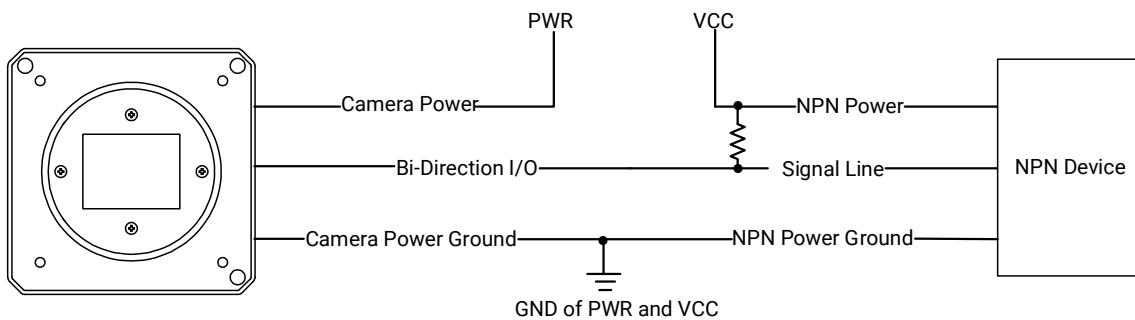 PWR
VCC
Camera Power
NPN Power
Bi-Direction I/O
Signal Line
NPN Device
Camera Power Ground
NPN Power Ground
GND of PWR and VCC